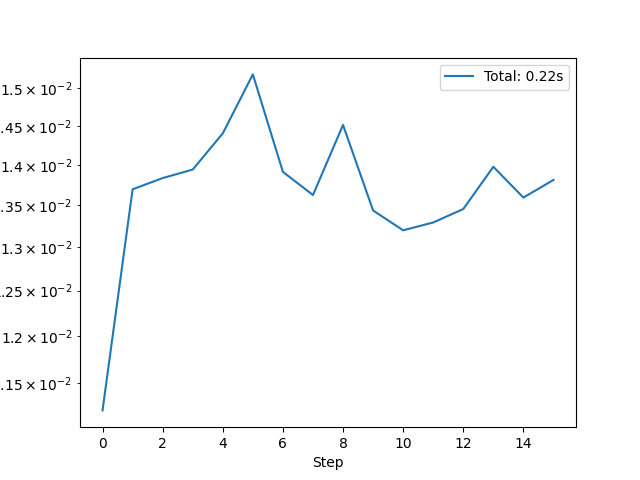 Total: 0.22s
1.5 × 10⁻²
.45 × 10⁻²
1.4 × 10⁻²
.35 × 10⁻²
1.3 × 10⁻²
.25 × 10⁻²
1.2 × 10⁻²
.15 × 10⁻²
0 2 4 6 8 10 12 14
Step